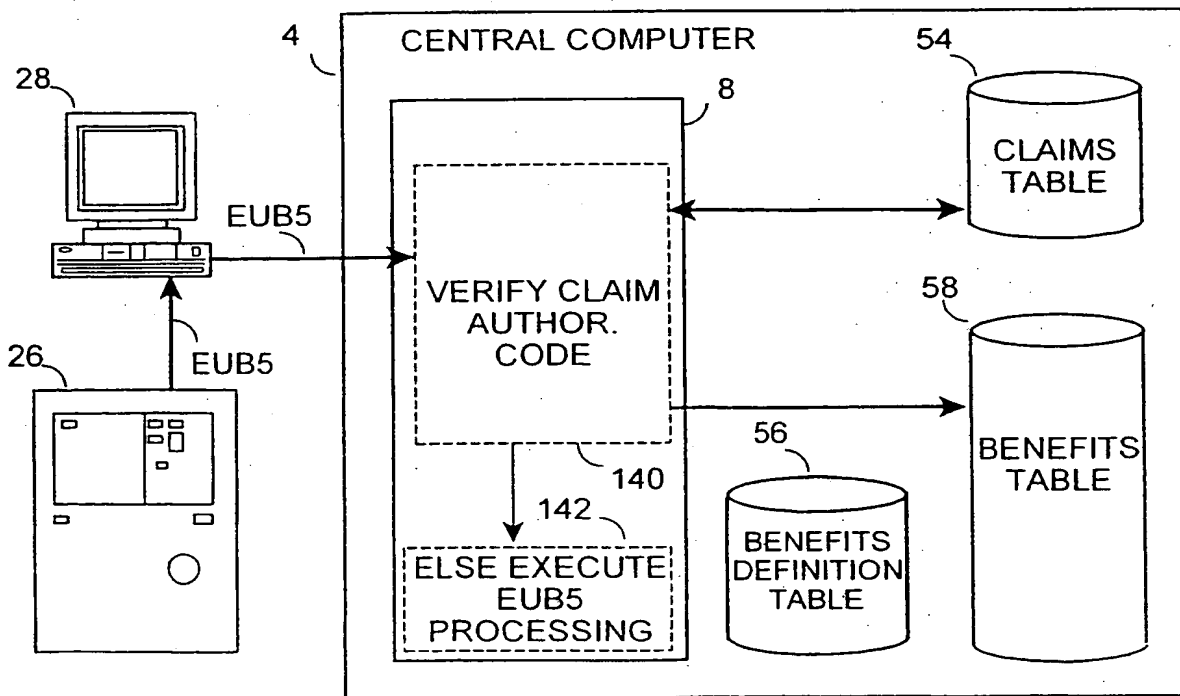 4
CENTRAL COMPUTER
54
28
8
CLAIMS
TABLE
EUB5
VERIFY CLAIM
AUTHOR.
CODE
58
26
EUB5
56
BENEFITS
TABLE
140
142
ELSE EXECUTE
EUB5
PROCESSING
BENEFITS
DEFINITION
TABLE